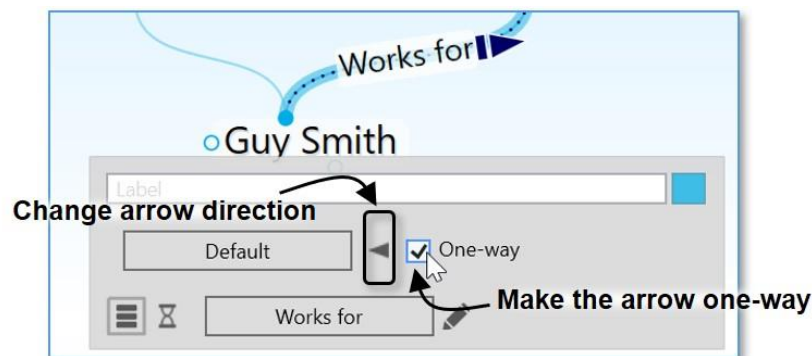 Works for
Guy Smith
Label
Change arrow direction
Default
One-way
Make the arrow one-way
Works for